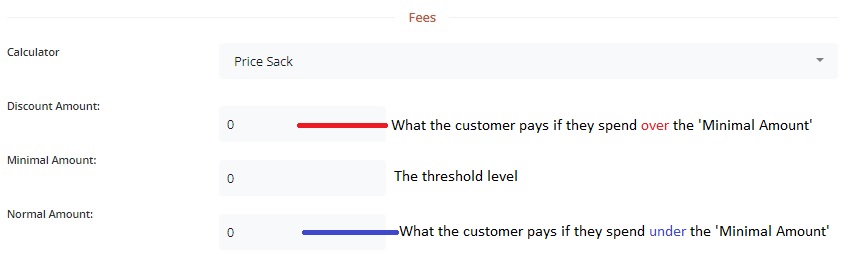 Fees
Calculator
Price Sack
Discount Amount:
0 What the customer pays if they spend over the 'Minimal Amount'
Minimal Amount:
0 The threshold level
Normal Amount:
0 What the customer pays if they spend under the 'Minimal Amount'